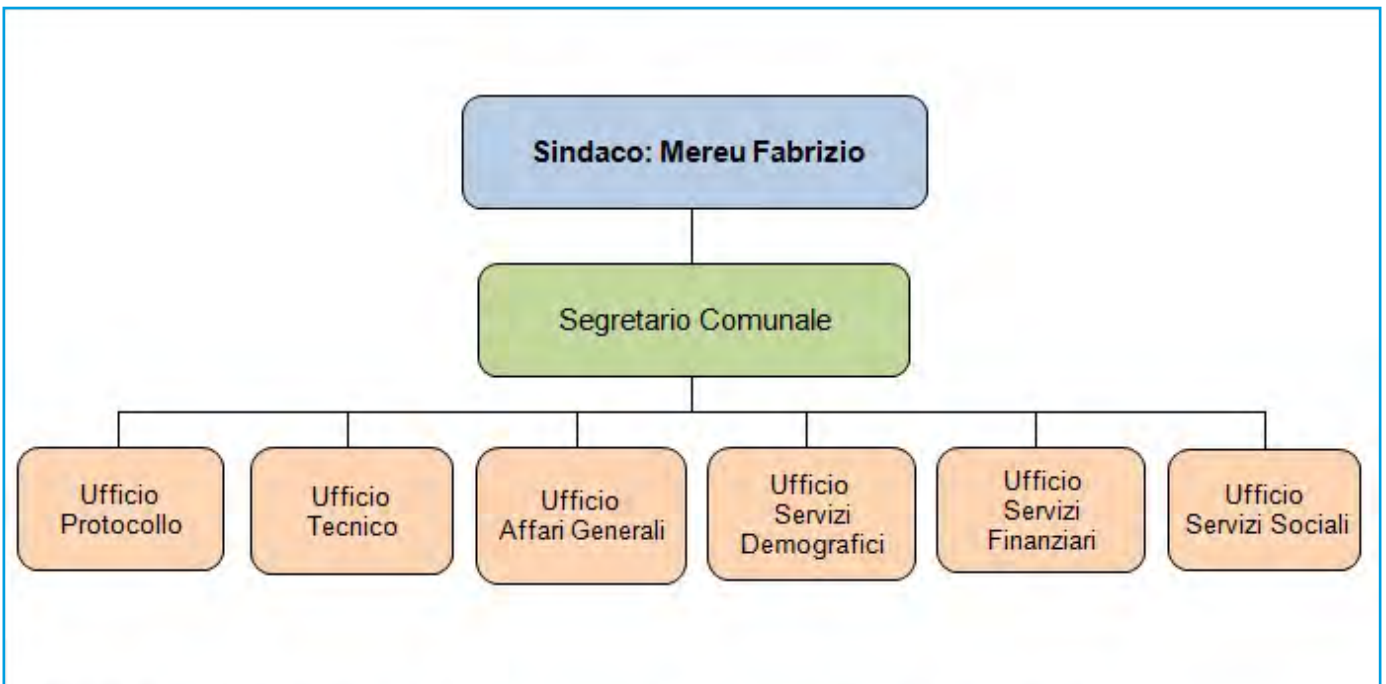 Sindaco: Mereu Fabrizio
Segretario Comunale
Ufficio
Protocollo
Ufficio
Tecnico
Ufficio
Affari Generali
Ufficio
Servizi
Demografici
Ufficio
Servizi
Finanziari
Ufficio
Servizi Sociali